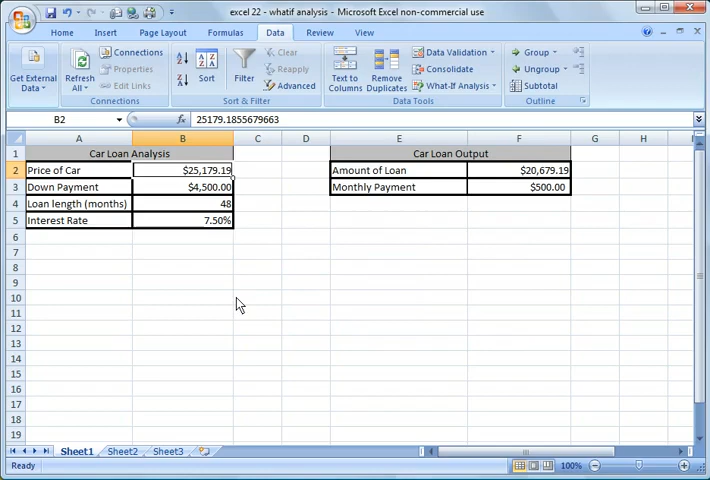 excel 22 - whatif analysis - Microsoft Excel non-commercial use
Home Insert Page Layout Formulas Data Review View
Get External Data
Refresh All
Connections
Properties
Edit Links
Connections
Sort
Filter
Clear
Reapply
Advanced
Sort & Filter
Text to Columns
Remove Duplicates
Data Validation
Consolidate
What-If Analysis
Data Tools
Group
Ungroup
Subtotal
Outline
B2 fx 25179.1855679663
A B C D E F G H
1 Car Loan Analysis Car Loan Output
2 Price of Car $25,179.19 Amount of Loan $20,679.19
3 Down Payment $4,500.00 Monthly Payment $500.00
4 Loan length (months) 48
5 Interest Rate 7.50%
6
7
8
9
10
11
12
13
14
15
16
17
18
19
Sheet1 Sheet2 Sheet3
Ready 100%